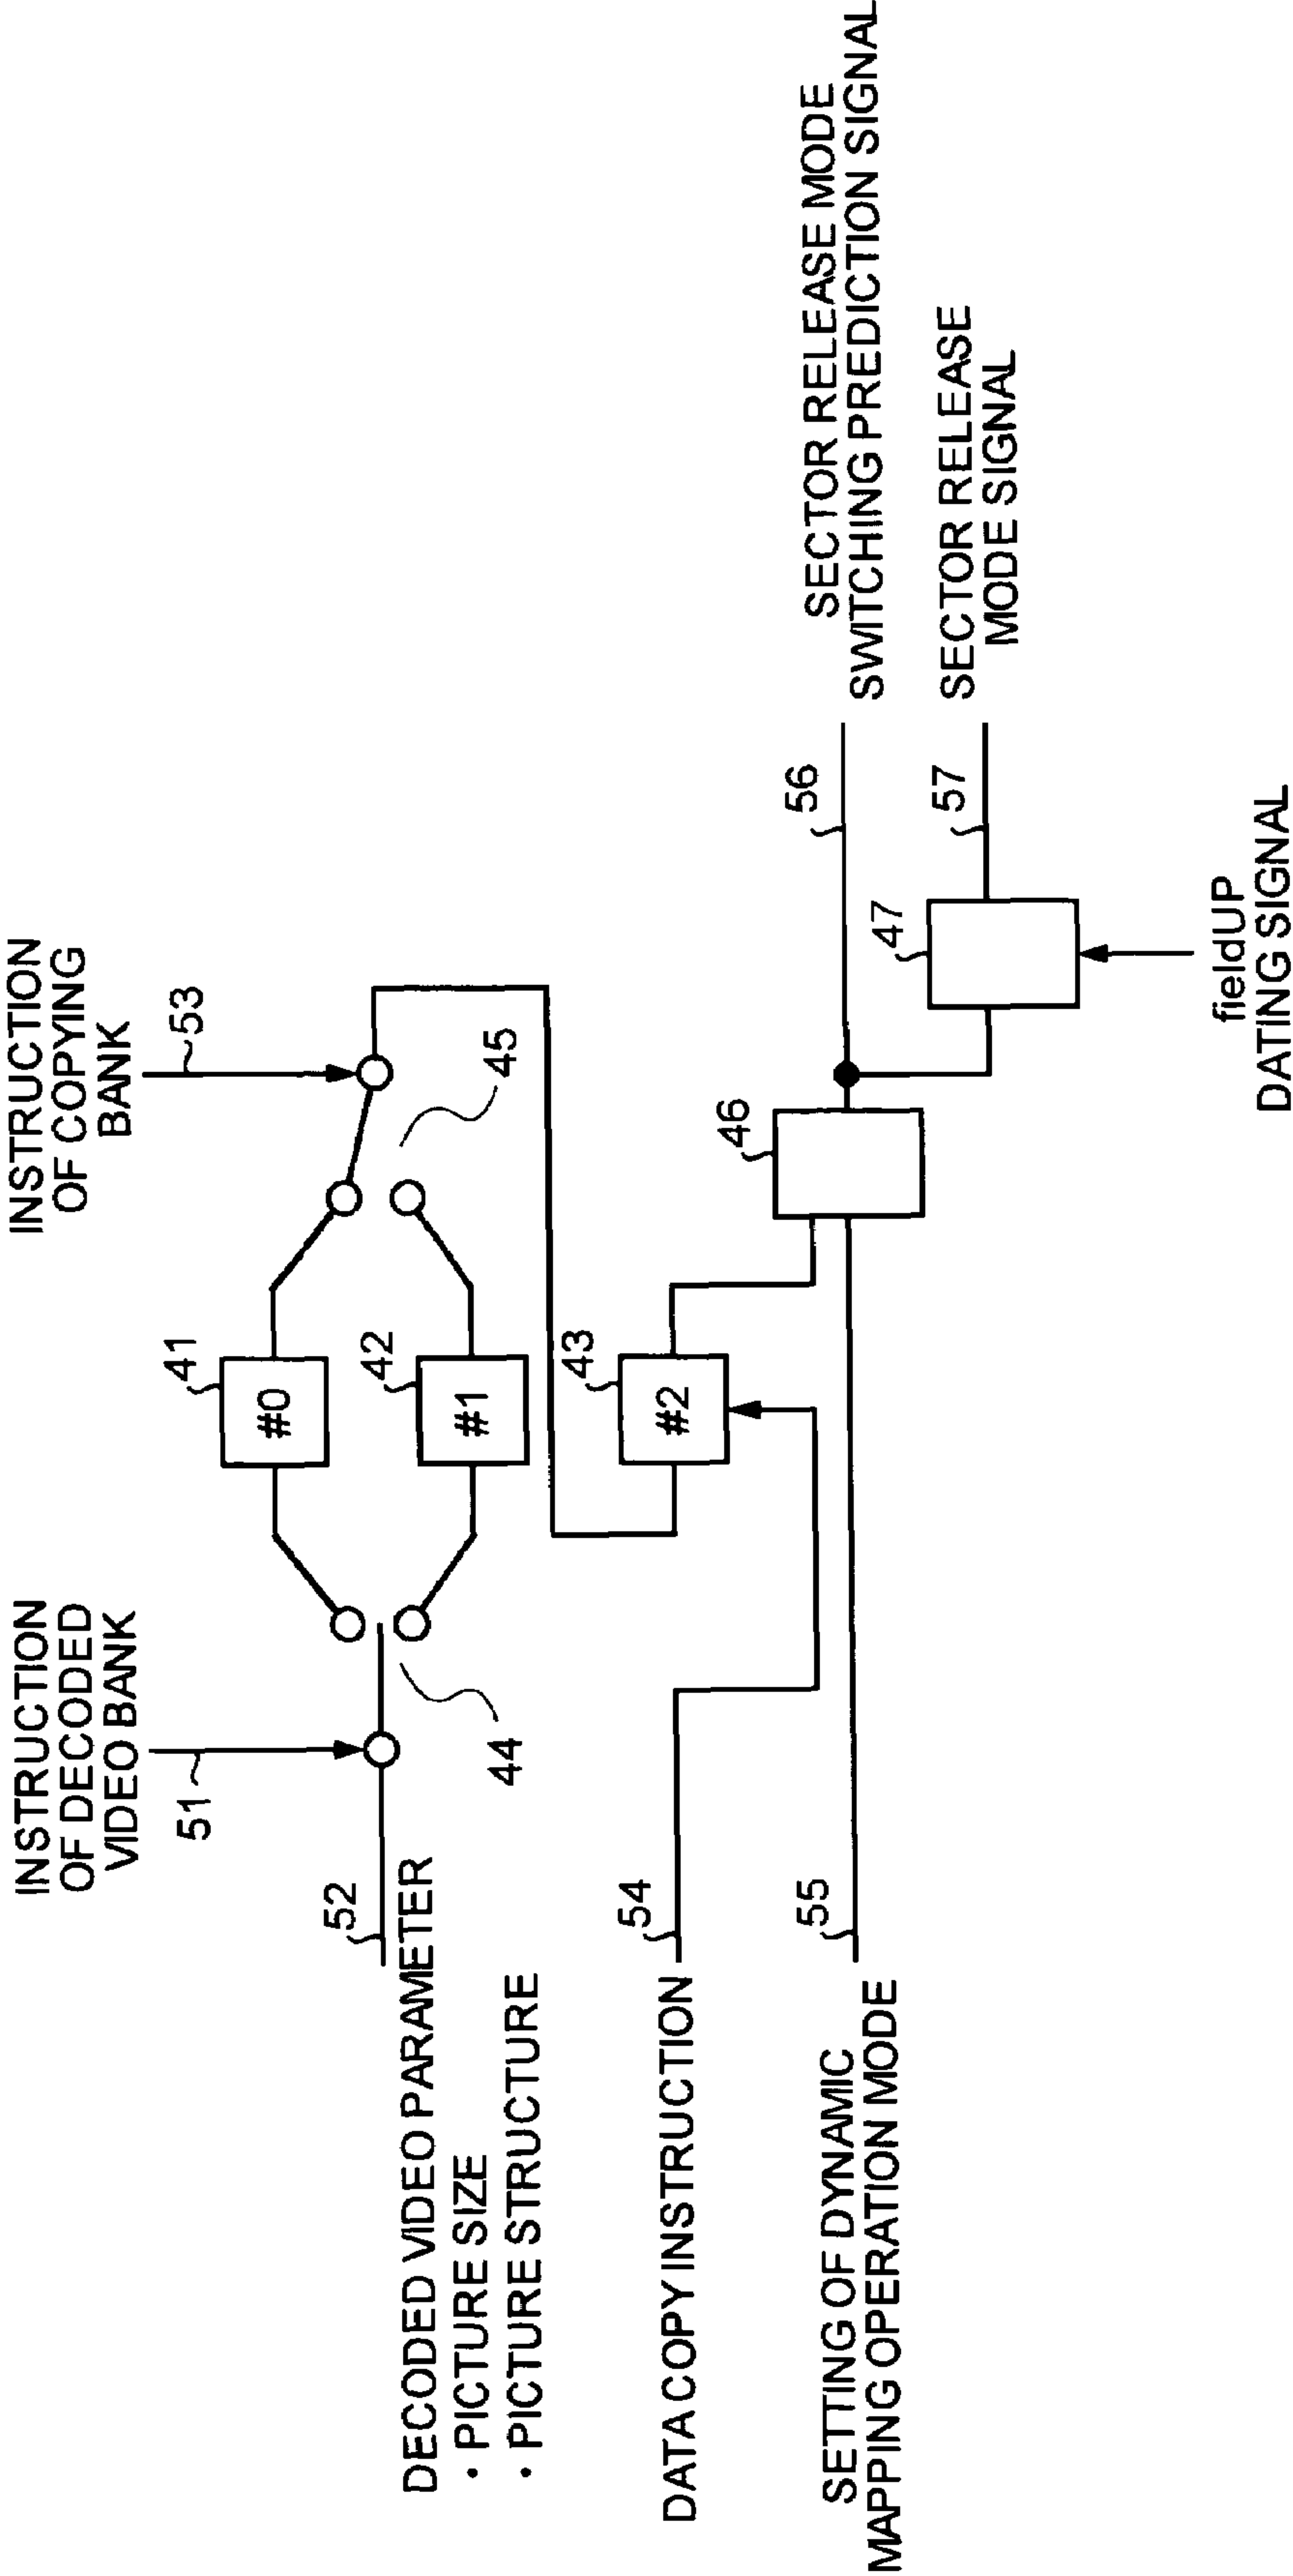 INSTRUCTION
OF DECODED
VIDEO BANK
51
INSTRUCTION
OF COPYING
BANK
53
52
DECODED VIDEO PARAMETER
• PICTURE SIZE
• PICTURE STRUCTURE
44
41
#0
42
#1
45
54
DATA COPY INSTRUCTION
43
#2
55
SETTING OF DYNAMIC
MAPPING OPERATION MODE
46
56
SECTOR RELEASE MODE
SWITCHING PREDICTION SIGNAL
47
57
SECTOR RELEASE
MODE SIGNAL
fieldUP
DATING SIGNAL